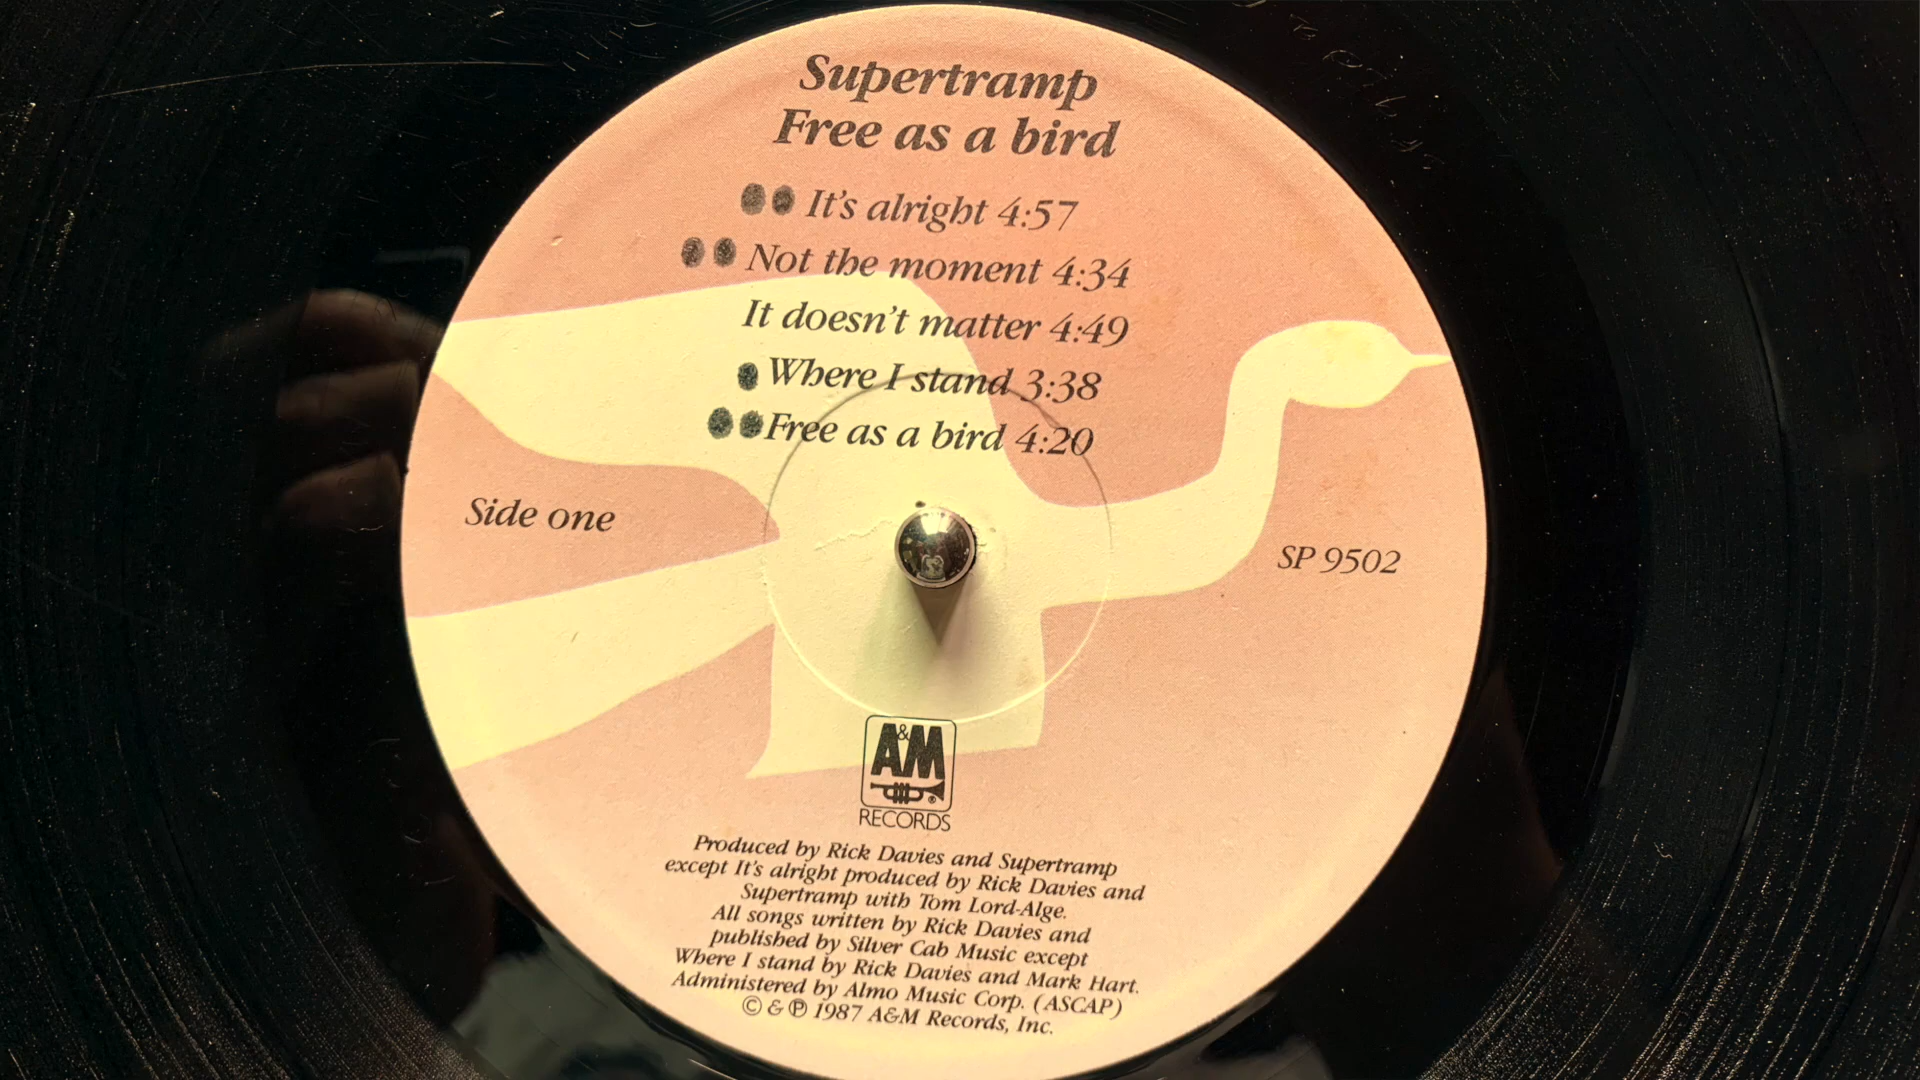 Supertramp
Free as a bird
It's alright 4:57
Not the moment 4:34
It doesn't matter 4:49
Where I stand 3:38
Free as a bird 4:20
Side one
SP 9502
A&M
®
RECORDS
Produced by Rick Davies and Supertramp
except It's alright produced by Rick Davies and
Supertramp with Tom Lord-Alge.
All songs written by Rick Davies and
published by Silver Cab Music except
Where I stand by Rick Davies and Mark Hart.
Administered by Almo Music Corp. (ASCAP)
© & ℗ 1987 A&M Records, Inc.